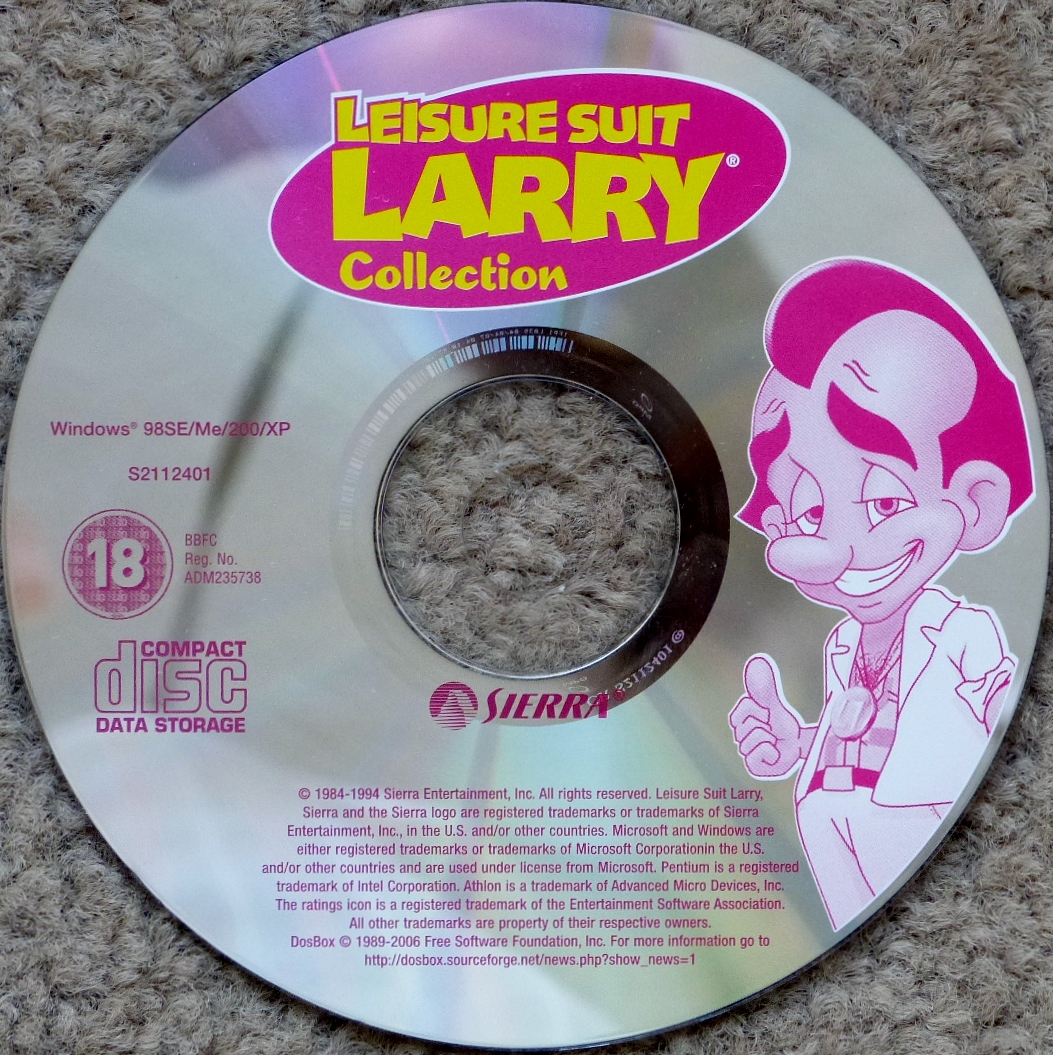 LEISURE SUIT
LARRY®
Collection
Windows® 98SE/Me/200/XP
S2112401
18
BBFC
Reg. No.
ADM235738
COMPACT
disc
DATA STORAGE
S2112401
SIERRA
© 1984-1994 Sierra Entertainment, Inc. All rights reserved. Leisure Suit Larry,
Sierra and the Sierra logo are registered trademarks or trademarks of Sierra
Entertainment, Inc., in the U.S. and/or other countries. Microsoft and Windows are
either registered trademarks or trademarks of Microsoft Corporationin the U.S.
and/or other countries and are used under license from Microsoft. Pentium is a registered
trademark of Intel Corporation. Athlon is a trademark of Advanced Micro Devices, Inc.
The ratings icon is a registered trademark of the Entertainment Software Association.
All other trademarks are property of their respective owners.
DosBox © 1989-2006 Free Software Foundation, Inc. For more information go to
http://dosbox.sourceforge.net/news.php?show_news=1